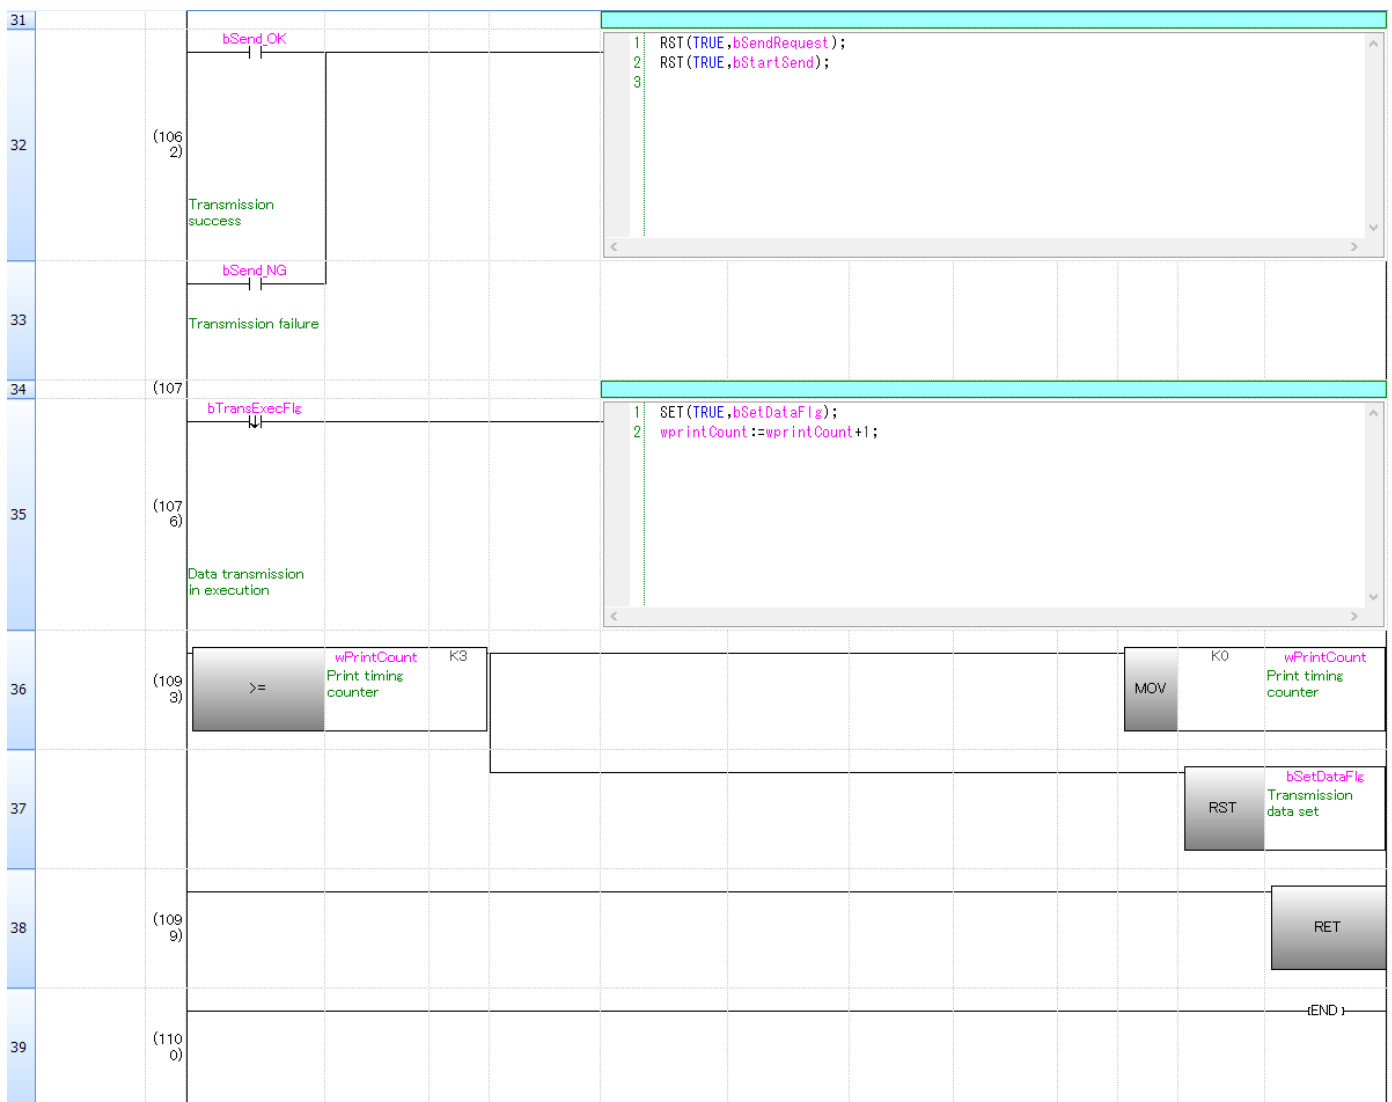 31
bSend_OK
1 RST(TRUE,bSendRequest);
2 RST(TRUE,bStartSend);
3
32
(106
2)
Transmission
success
bSend_NG
33
Transmission failure
34
(107
bTransExecFlg
1 SET(TRUE,bSetDataFlg);
2 wprintCount:=wprintCount+1;
35
(107
6)
Data transmission
in execution
36
(109
3)
>=
wPrintCount K3
Print timing
counter
MOV
K0 wPrintCount
Print timing
counter
37
RST
bSetDataFlg
Transmission
data set
38
(109
9)
RET
39
(110
0)
END